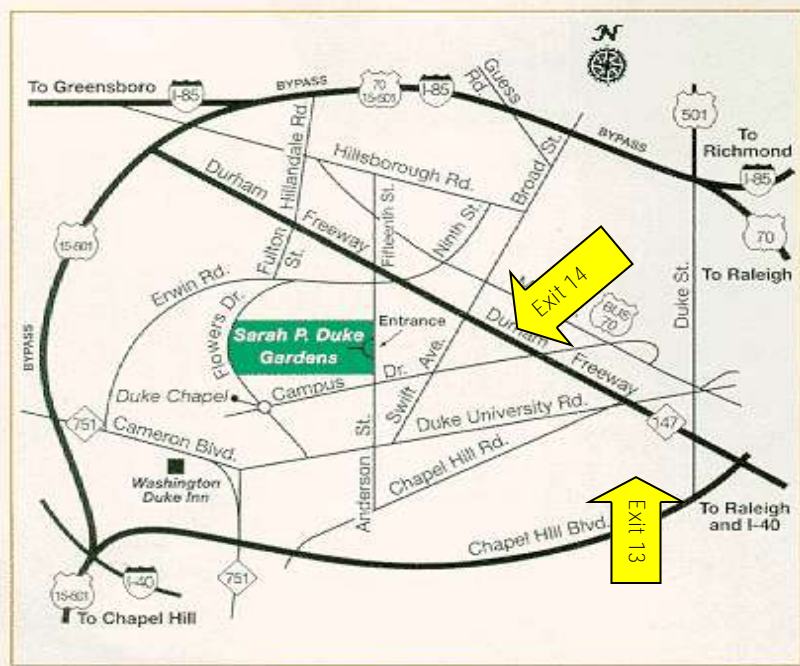 N
To Greensboro
I-85
BYPASS
70
15-501
I-85
Guess
Rd.
501
BYPASS
To
Richmond
I-85
70
To Raleigh
Hillandale Rd.
Hillsborough Rd.
Broad St.
Durham
Freeway
Fifteenth St.
Ninth St.
15-501
Fulton
St.
Erwin Rd.
Flowers Dr.
Exit 14
BUS
70
Duke St.
Sarah P. Duke
Gardens
Entrance
Durham
Freeway
BYPASS
Campus
Dr.
Swift
Ave.
Duke Chapel
Duke University Rd.
751
Cameron Blvd.
147
Washington
Duke Inn
Anderson
St.
Chapel Hill Rd.
Exit 13
To Raleigh
and I-40
Chapel Hill Blvd.
751
I-40
15-501
To Chapel Hill